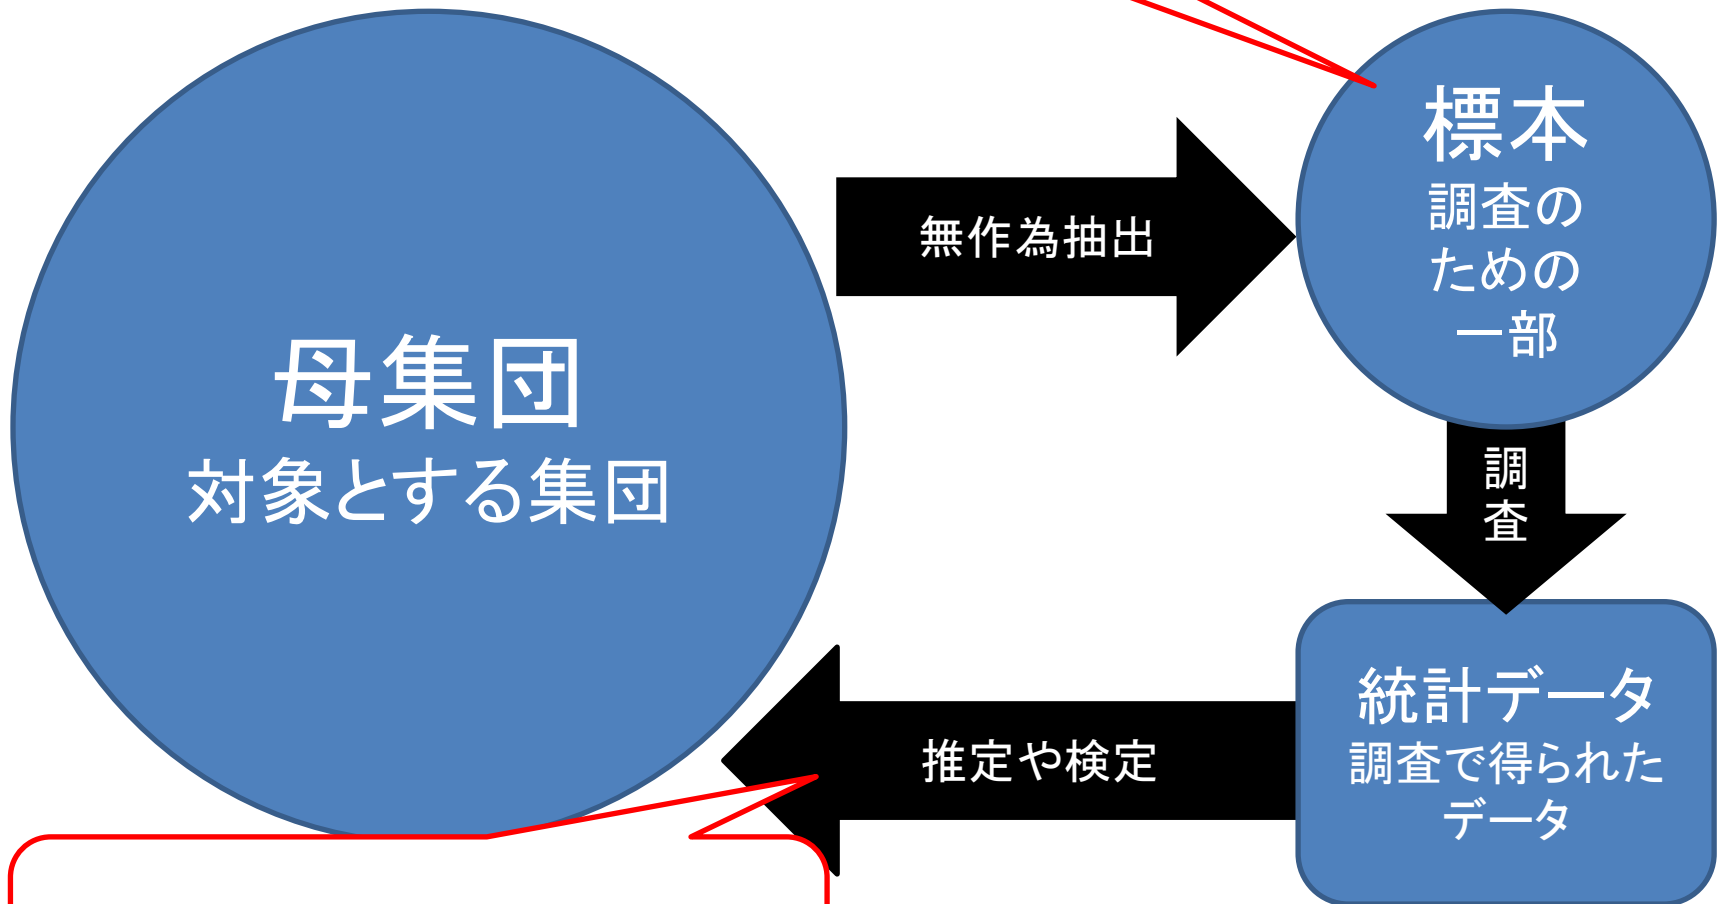 母集団
対象とする集団
無作為抽出
標本
調査の
ための
一部
調
査
統計データ
調査で得られた
データ
推定や検定